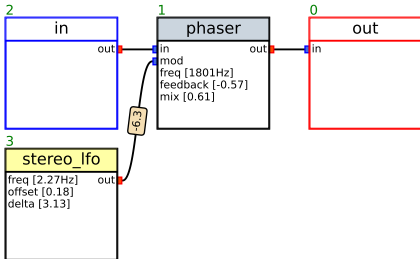 2
in
out
1
phaser
in
out
mod
freq [1801Hz]
feedback [-0.57]
mix [0.61]
0
out
in
-6.3
3
stereo_lfo
freq [2.27Hz]
out
offset [0.18]
delta [3.13]